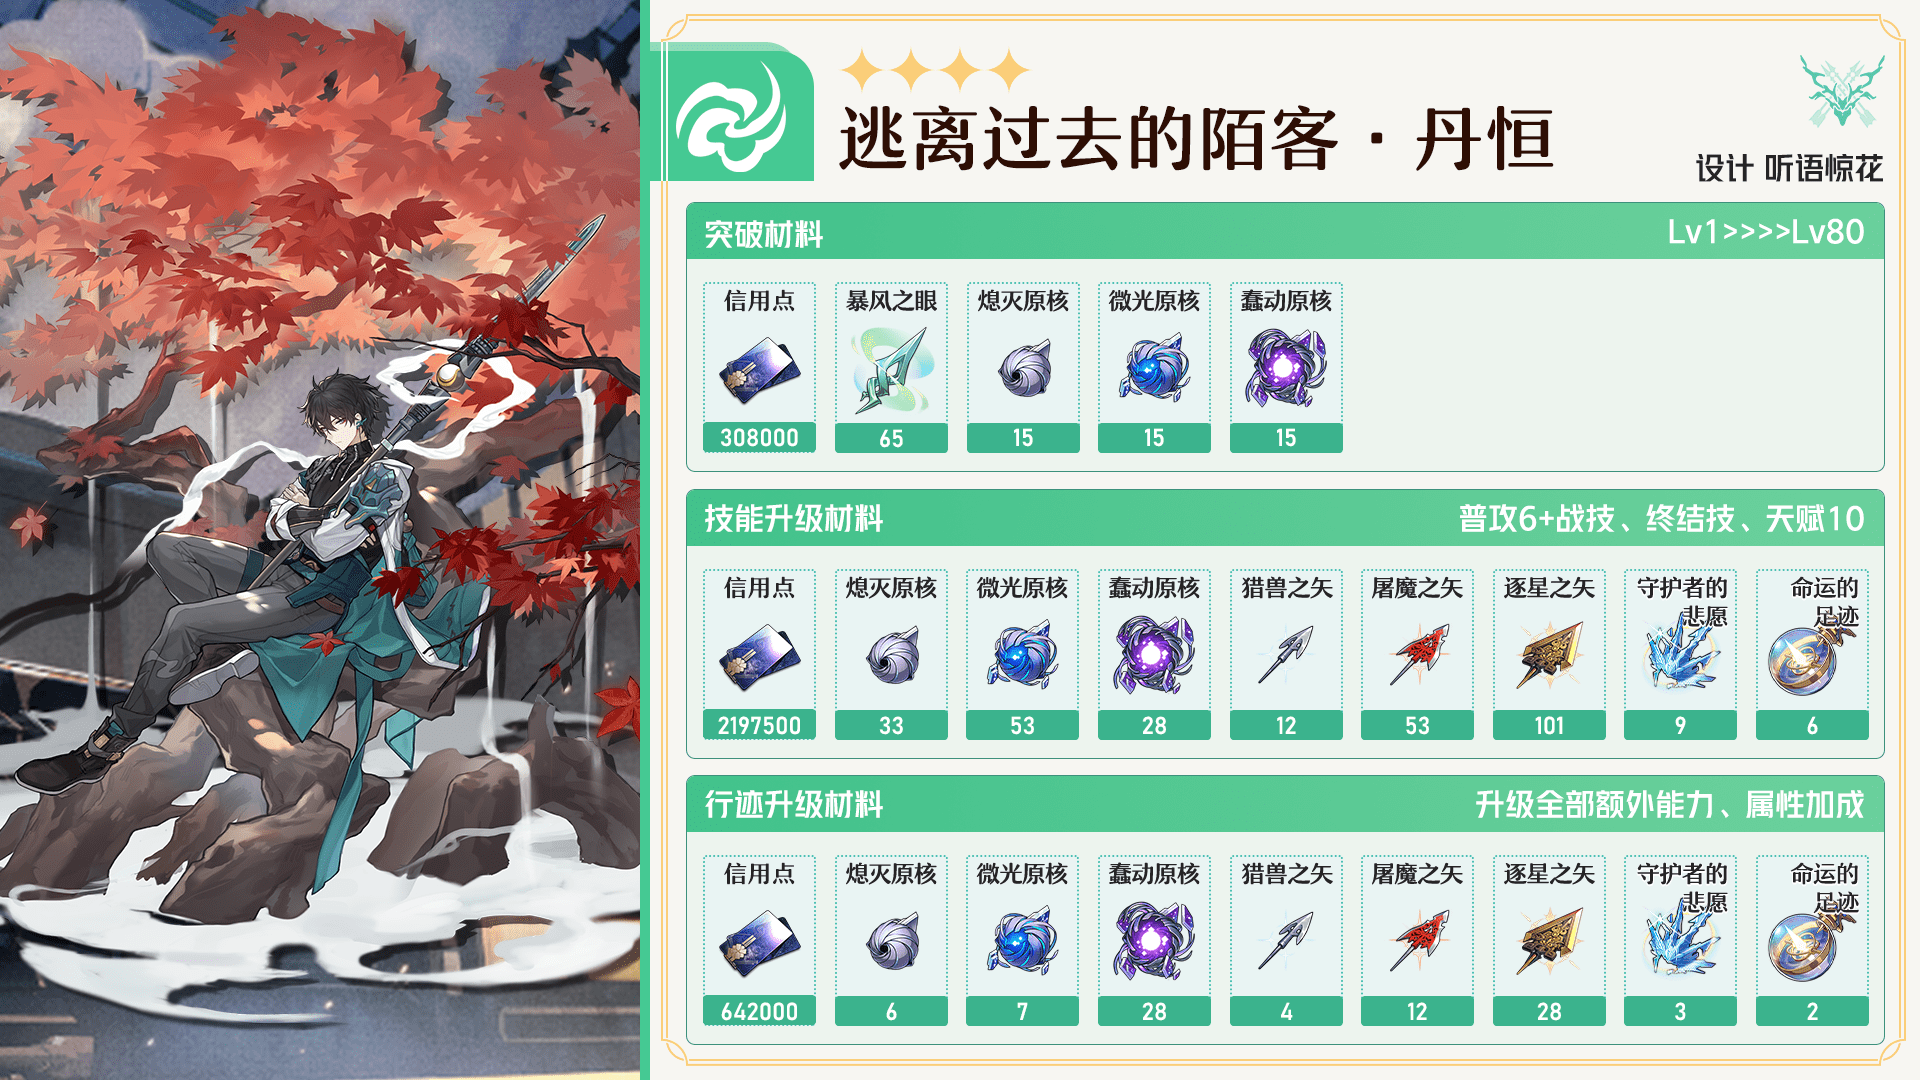 逃离过去的陌客·丹恒
设计 听语惊花
突破材料 Lv1>>>>Lv80
信用点 暴风之眼 熄灭原核 微光原核 蠢动原核
308000 65 15 15 15
技能升级材料 普攻6+战技、终结技、天赋10
信用点 熄灭原核 微光原核 蠢动原核 猎兽之矢 屠魔之矢 逐星之矢 守护者的 命运的
悲愿 足迹
2197500 33 53 28 12 53 101 9 6
行迹升级材料 升级全部额外能力、属性加成
信用点 熄灭原核 微光原核 蠢动原核 猎兽之矢 屠魔之矢 逐星之矢 守护者的 命运的
悲愿 足迹
642000 6 7 28 4 12 28 3 2